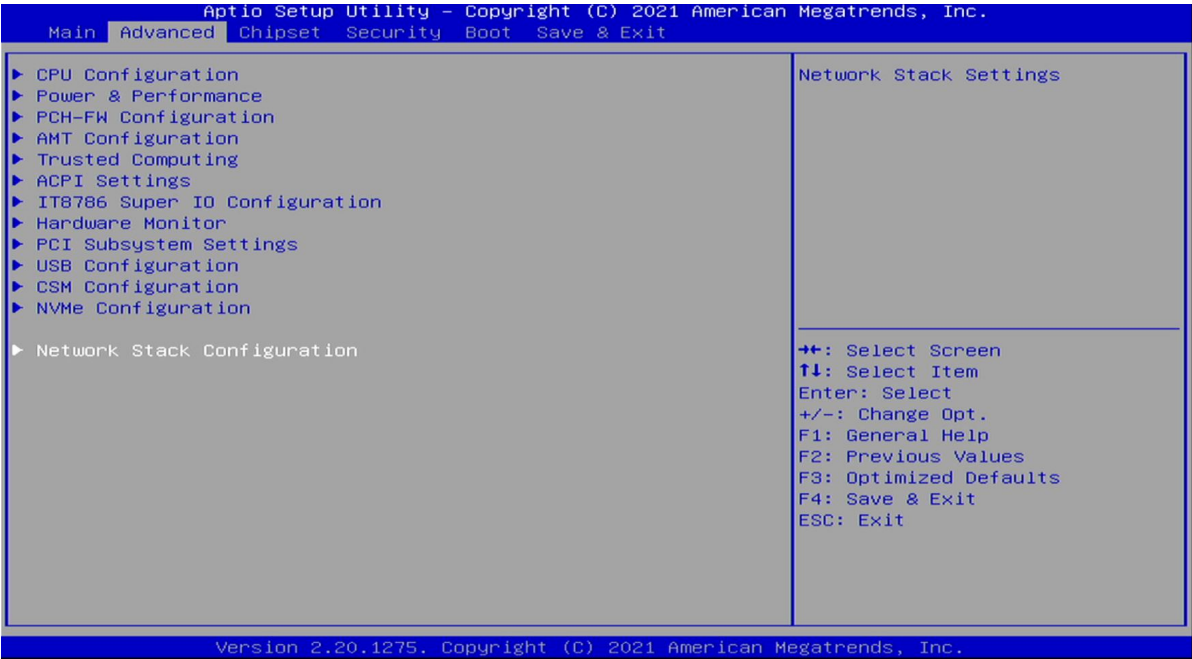 Aptio Setup Utility – Copyright (C) 2021 American Megatrends, Inc.
Main Advanced Chipset Security Boot Save & Exit
▶ CPU Configuration
▶ Power & Performance
▶ PCH-FW Configuration
▶ AMT Configuration
▶ Trusted Computing
▶ ACPI Settings
▶ IT8786 Super IO Configuration
▶ Hardware Monitor
▶ PCI Subsystem Settings
▶ USB Configuration
▶ CSM Configuration
▶ NVMe Configuration
▶ Network Stack Configuration
Network Stack Settings
→←: Select Screen
↑↓: Select Item
Enter: Select
+/-: Change Opt.
F1: General Help
F2: Previous Values
F3: Optimized Defaults
F4: Save & Exit
ESC: Exit
Version 2.20.1275. Copyright (C) 2021 American Megatrends, Inc.